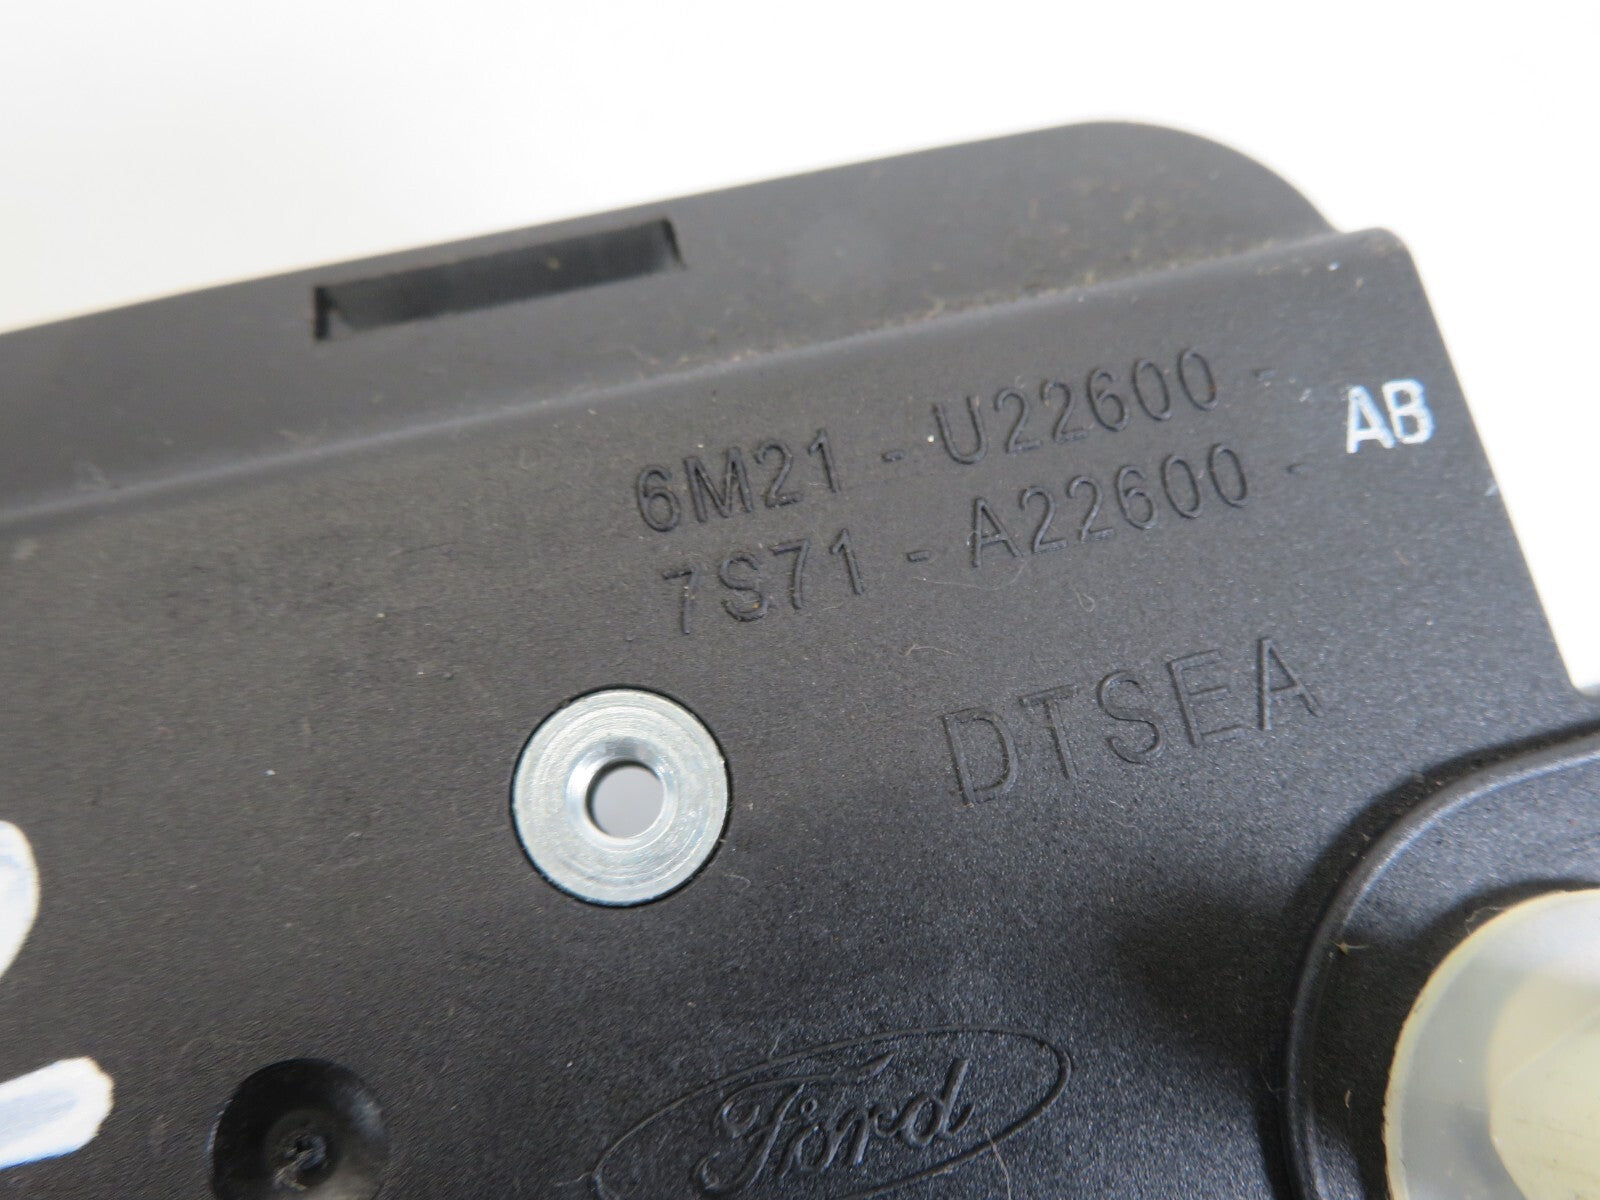 6M21 - U22600 -
7S71 - A22600 - AB
DTSEA
Ford